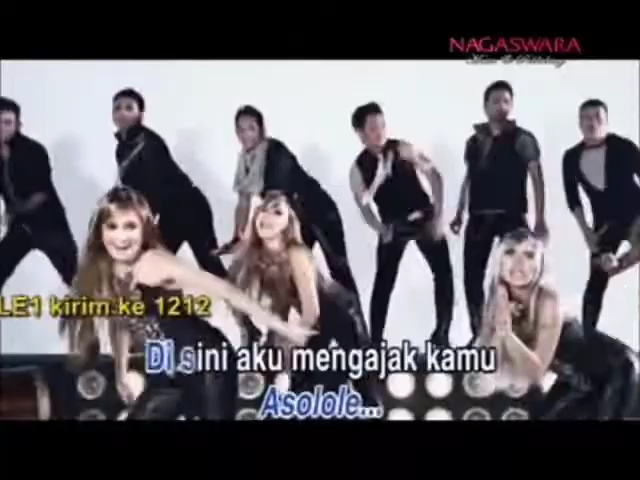 NAGASWARA
LE1 kirim ke 1212
Di sini aku mengajak kamu
Asolole...